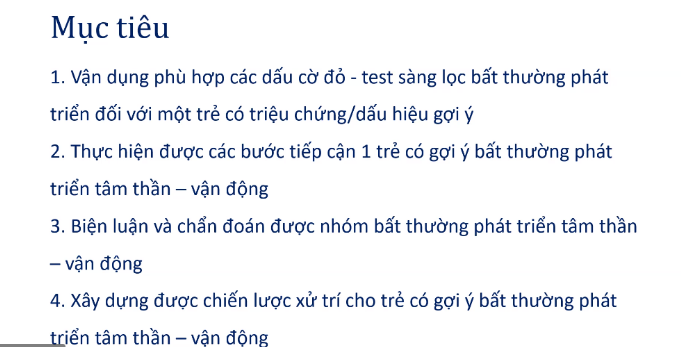 Mục tiêu
1. Vận dụng phù hợp các dấu cờ đỏ - test sàng lọc bất thường phát
triển đối với một trẻ có triệu chứng/dấu hiệu gợi ý
2. Thực hiện được các bước tiếp cận 1 trẻ có gợi ý bất thường phát
triển tâm thần – vận động
3. Biện luận và chẩn đoán được nhóm bất thường phát triển tâm thần
– vận động
4. Xây dựng được chiến lược xử trí cho trẻ có gợi ý bất thường phát
triển tâm thần – vận động